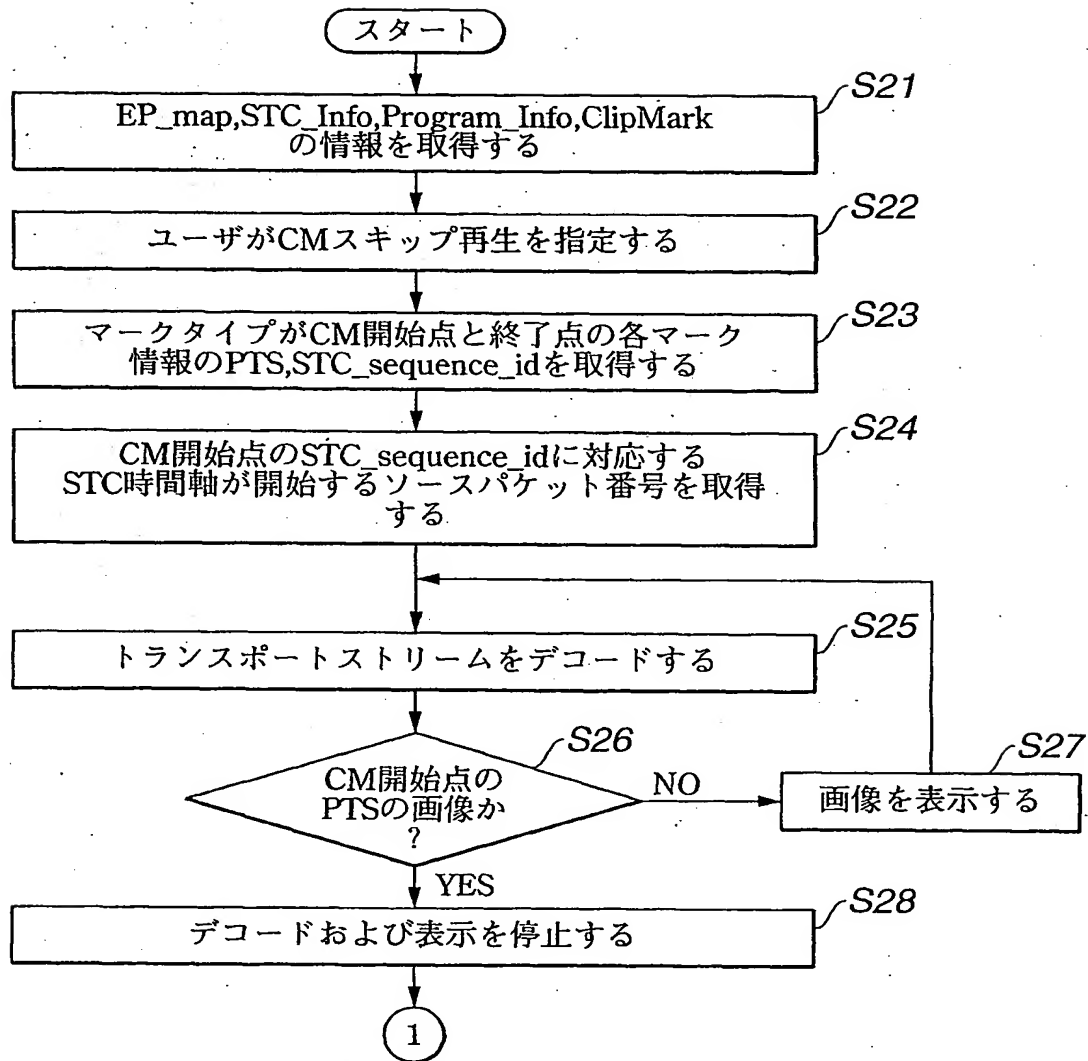 スタート
S21
EP_map,STC_Info,Program_Info,ClipMark
の情報を取得する
S22
ユーザがCMスキップ再生を指定する
S23
マークタイプがCM開始点と終了点の各マーク
情報のPTS,STC_sequence_idを取得する
S24
CM開始点のSTC_sequence_idに対応する
STC時間軸が開始するソースパケット番号を取得
する
S25
トランスポートストリームをデコードする
S26
CM開始点の
PTSの画像か
?
NO
S27
画像を表示する
YES
S28
デコードおよび表示を停止する
1